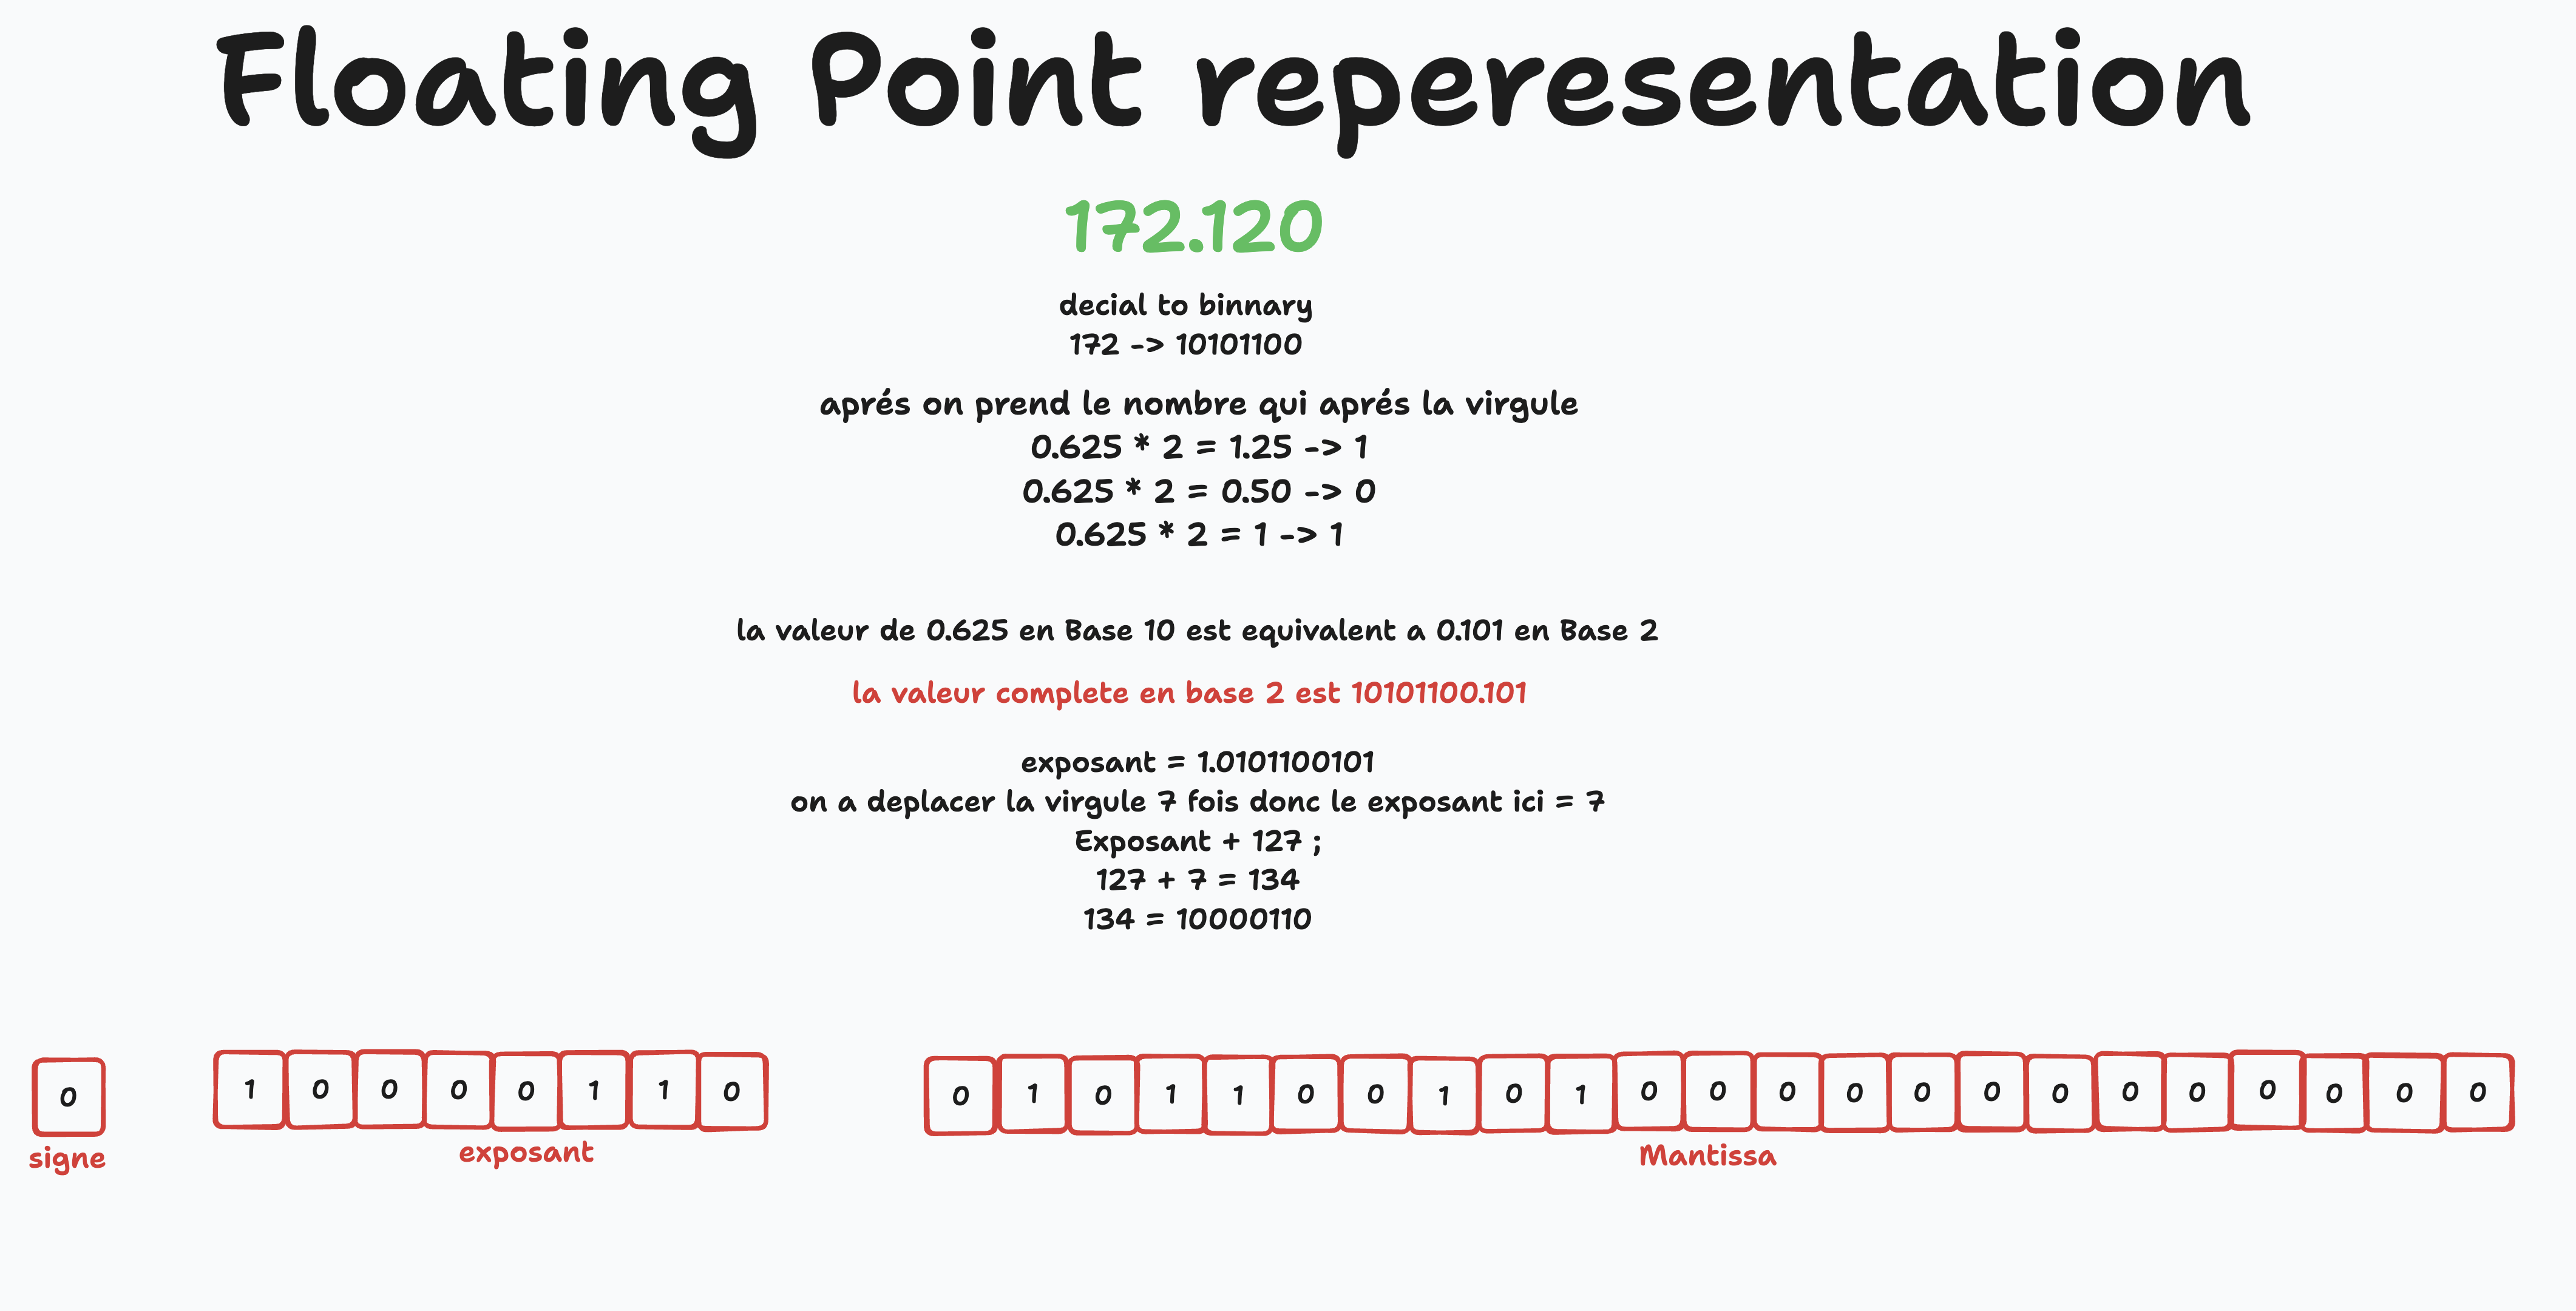 Floating Point reperesentation
172.120
decial to binnary
172 -> 10101100
aprés on prend le nombre qui aprés la virgule
0.625 * 2 = 1.25 -> 1
0.625 * 2 = 0.50 -> 0
0.625 * 2 = 1 -> 1
la valeur de 0.625 en Base 10 est equivalent a 0.101 en Base 2
la valeur complete en base 2 est 10101100.101
exposant = 1.0101100101
on a deplacer la virgule 7 fois donc le exposant ici = 7
Exposant + 127 ;
127 + 7 = 134
134 = 10000110
0
1 0 0 0 0 1 1 0
0 1 0 1 1 0 0 1 0 1 0 0 0 0 0 0 0 0 0 0 0 0 0
signe
exposant
Mantissa